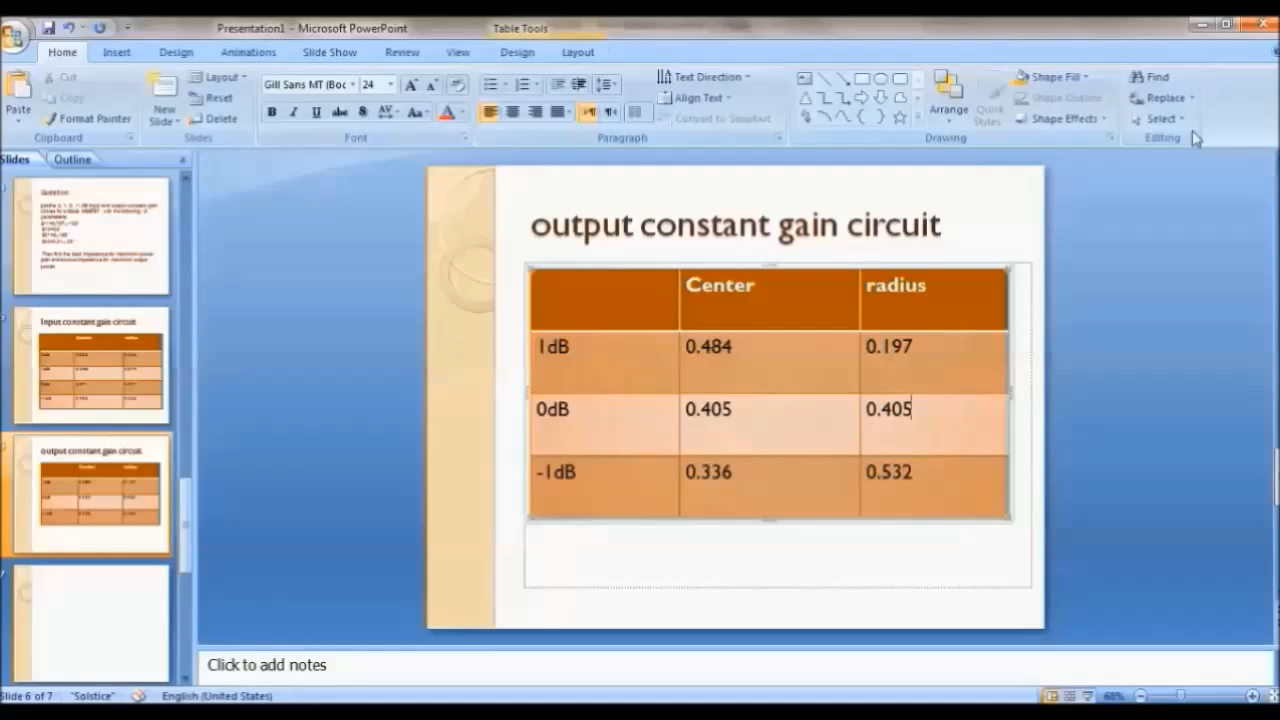 Presentation1 - Microsoft PowerPoint
Table Tools
Home Insert Design Animations Slide Show Review View Design Layout
Paste
Cut
Copy
Format Painter
Clipboard
New Slide
Layout
Reset
Delete
Slides
Gill Sans MT (Boc 24
B I U abc S AV Aa A
Font
Text Direction
Align Text
Convert to SmartArt
Paragraph
Arrange
Quick Styles
Shape Fill
Shape Outline
Shape Effects
Drawing
Find
Replace
Select
Editing
Slides Outline
Question
Input constant gain circuit
output constant gain circuit
output constant gain circuit
Center radius
1dB 0.484 0.197
0dB 0.405 0.405
-1dB 0.336 0.532
Click to add notes
Slide 6 of 7 "Solstice" English (United States) 68%